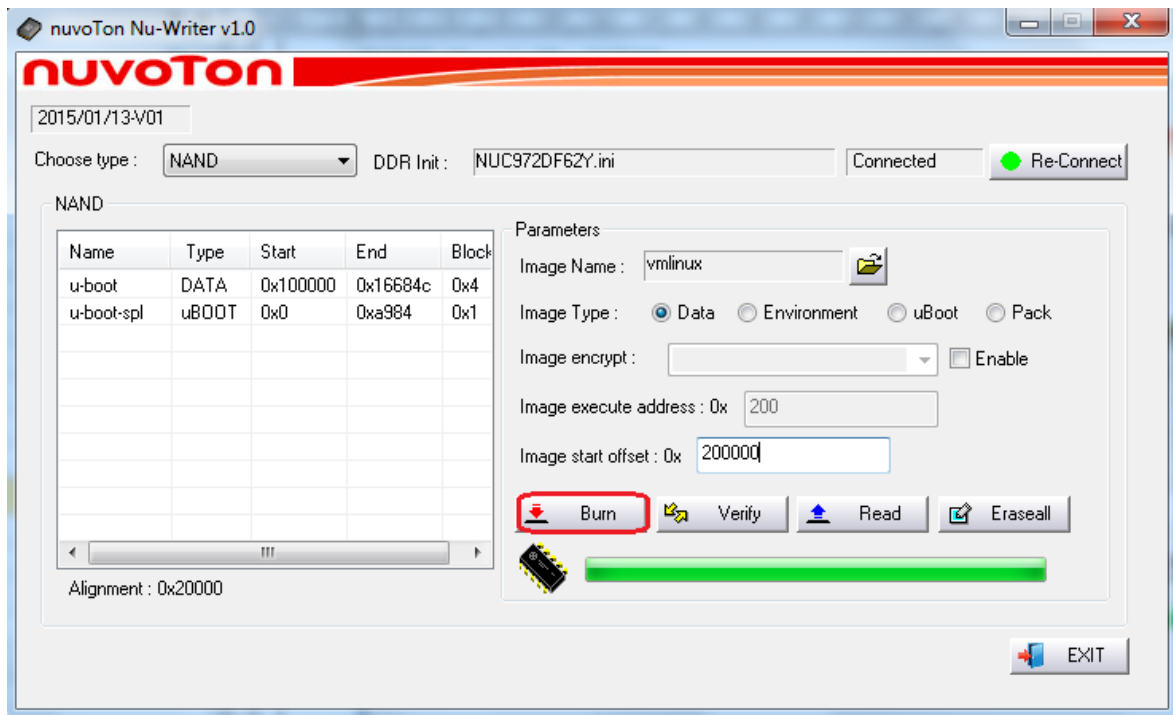 nuvoTon Nu-Writer v1.0
nuvoTon
2015/01/13-V01
Choose type : NAND DDR Init : NUC972DF62Y.ini Connected Re-Connect
NAND
Name Type Start End Block
u-boot DATA 0x100000 0x16684c 0x4
u-boot-spl uBOOT 0x0 0xa984 0x1
Alignment : 0x20000
Parameters
Image Name : vmlinux
Image Type : Data Environment uBoot Pack
Image encrypt : Enable
Image execute address : 0x 200
Image start offset : 0x 200000
Burn Verify Read Eraseall
EXIT